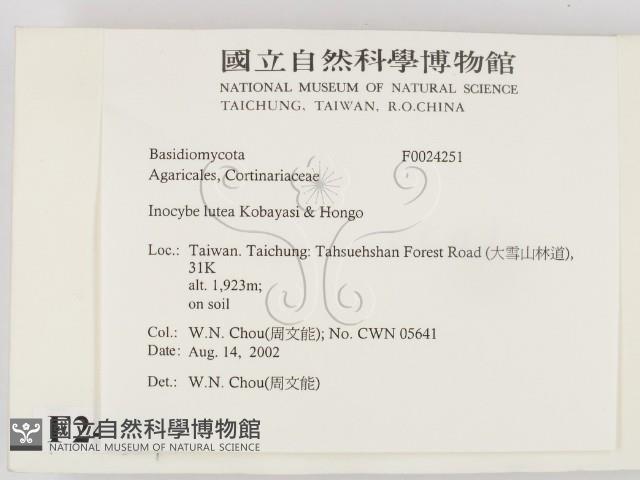 國立自然科學博物館
NATIONAL MUSEUM OF NATURAL SCIENCE
TAICHUNG, TAIWAN, R.O.CHINA
Basidiomycota F0024251
Agaricales, Cortinariaceae
Inocybe lutea Kobayasi & Hongo
Loc.: Taiwan. Taichung: Tahsuehshan Forest Road (大雪山林道),
31K
alt. 1,923m;
on soil
Col.: W.N. Chou(周文能); No. CWN 05641
Date: Aug. 14, 2002
Det.: W.N. Chou(周文能)
國立自然科學博物館
NATIONAL MUSEUM OF NATURAL SCIENCE